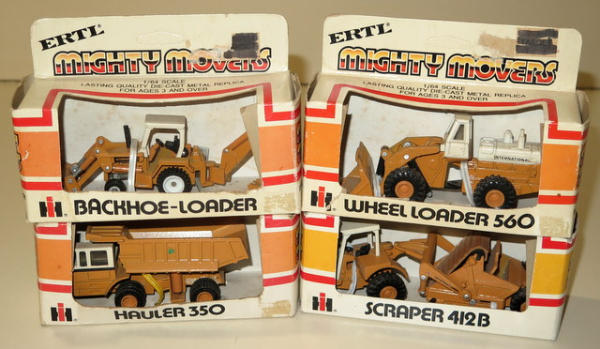 ERTL
MIGHTY MOVERS
1/64 SCALE
LASTING QUALITY DIE-CAST METAL REPLICA
FOR AGES 3 AND OVER
IH BACKHOE-LOADER
ERTL
MIGHTY MOVERS
1/64 SCALE
LASTING QUALITY DIE-CAST METAL REPLICA
FOR AGES 3 AND OVER
INTERNATIONAL
IH WHEEL LOADER 560
IH HAULER 350
IH SCRAPER 412B